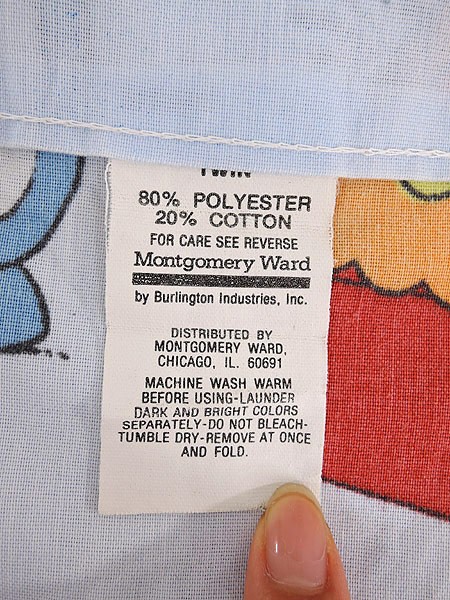 TWIN
80% POLYESTER
20% COTTON
FOR CARE SEE REVERSE
Montgomery Ward
by Burlington Industries, Inc.
DISTRIBUTED BY
MONTGOMERY WARD,
CHICAGO, IL. 60691
MACHINE WASH WARM
BEFORE USING-LAUNDER
DARK AND BRIGHT COLORS
SEPARATELY-DO NOT BLEACH-
TUMBLE DRY-REMOVE AT ONCE
AND FOLD.